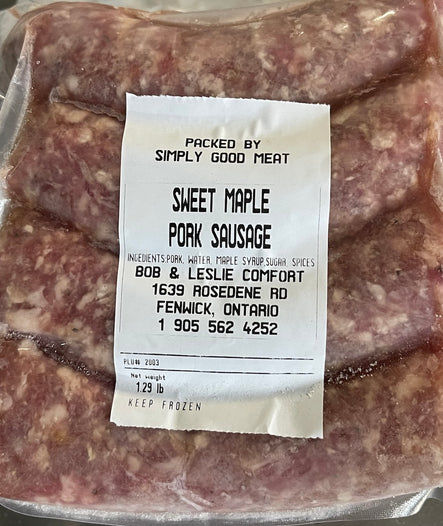 PACKED BY
SIMPLY GOOD MEAT
SWEET MAPLE
PORK SAUSAGE
INGEDIENTS:PORK, WATER, MAPLE SYRUP,SUGAR SPICES
BOB & LESLIE COMFORT
1639 ROSEDENE RD
FENWICK, ONTARIO
1 905 562 4252
PLU# 2003
Net Weight
1.29 lb
KEEP FROZEN